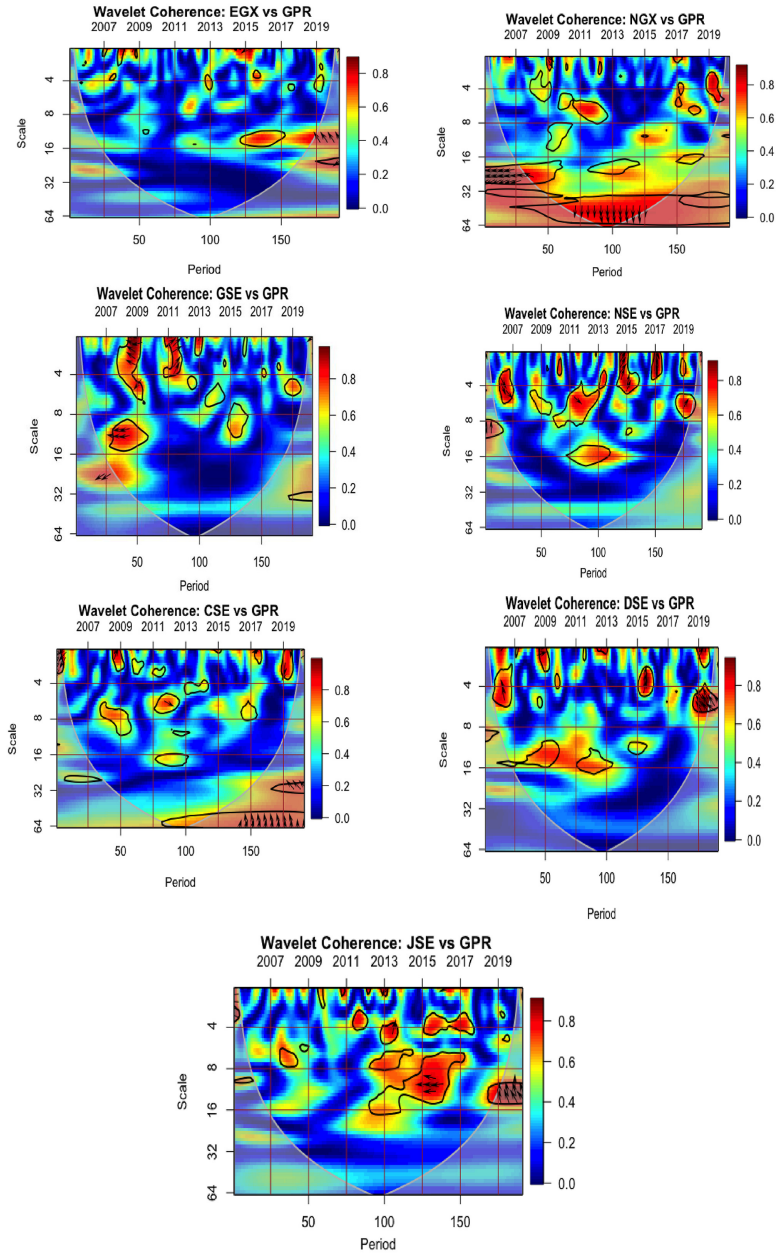 Wavelet Coherence: EGX vs GPR
2007 2009 2011 2013 2015 2017 2019
Scale
4
8
16
32
64
50 100 150
Period
0.8
0.6
0.4
0.2
0.0
Wavelet Coherence: NGX vs GPR
2007 2009 2011 2013 2015 2017 2019
Scale
4
8
16
32
64
50 100 150
Period
0.8
0.6
0.4
0.2
0.0
Wavelet Coherence: GSE vs GPR
2007 2009 2011 2013 2015 2017 2019
Scale
4
8
16
32
64
50 100 150
Period
0.8
0.6
0.4
0.2
0.0
Wavelet Coherence: NSE vs GPR
2007 2009 2011 2013 2015 2017 2019
Scale
4
8
16
32
64
50 100 150
Period
0.8
0.6
0.4
0.2
0.0
Wavelet Coherence: CSE vs GPR
2007 2009 2011 2013 2015 2017 2019
Scale
4
8
16
32
64
50 100 150
Period
0.8
0.6
0.4
0.2
0.0
Wavelet Coherence: DSE vs GPR
2007 2009 2011 2013 2015 2017 2019
Scale
4
8
16
32
64
50 100 150
Period
0.8
0.6
0.4
0.2
0.0
Wavelet Coherence: JSE vs GPR
2007 2009 2011 2013 2015 2017 2019
Scale
4
8
16
32
64
50 100 150
Period
0.8
0.6
0.4
0.2
0.0